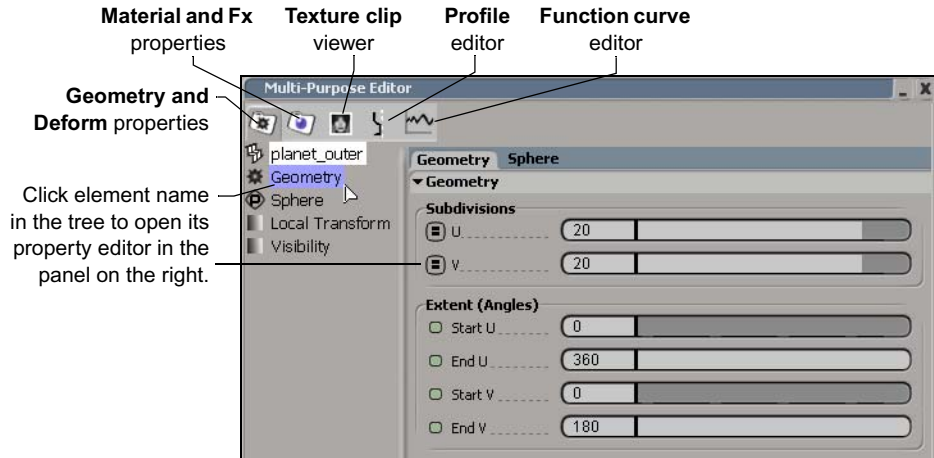 Material and Fx
properties
Texture clip
viewer
Profile
editor
Function curve
editor
Geometry and
Deform properties
Click element name
in the tree to open its
property editor in the
panel on the right.
Multi-Purpose Editor
planet_outer
Geometry
Sphere
Local Transform
Visibility
Geometry Sphere
Geometry
Subdivisions
U 20
V 20
Extent (Angles)
Start U 0
End U 360
Start V 0
End V 180